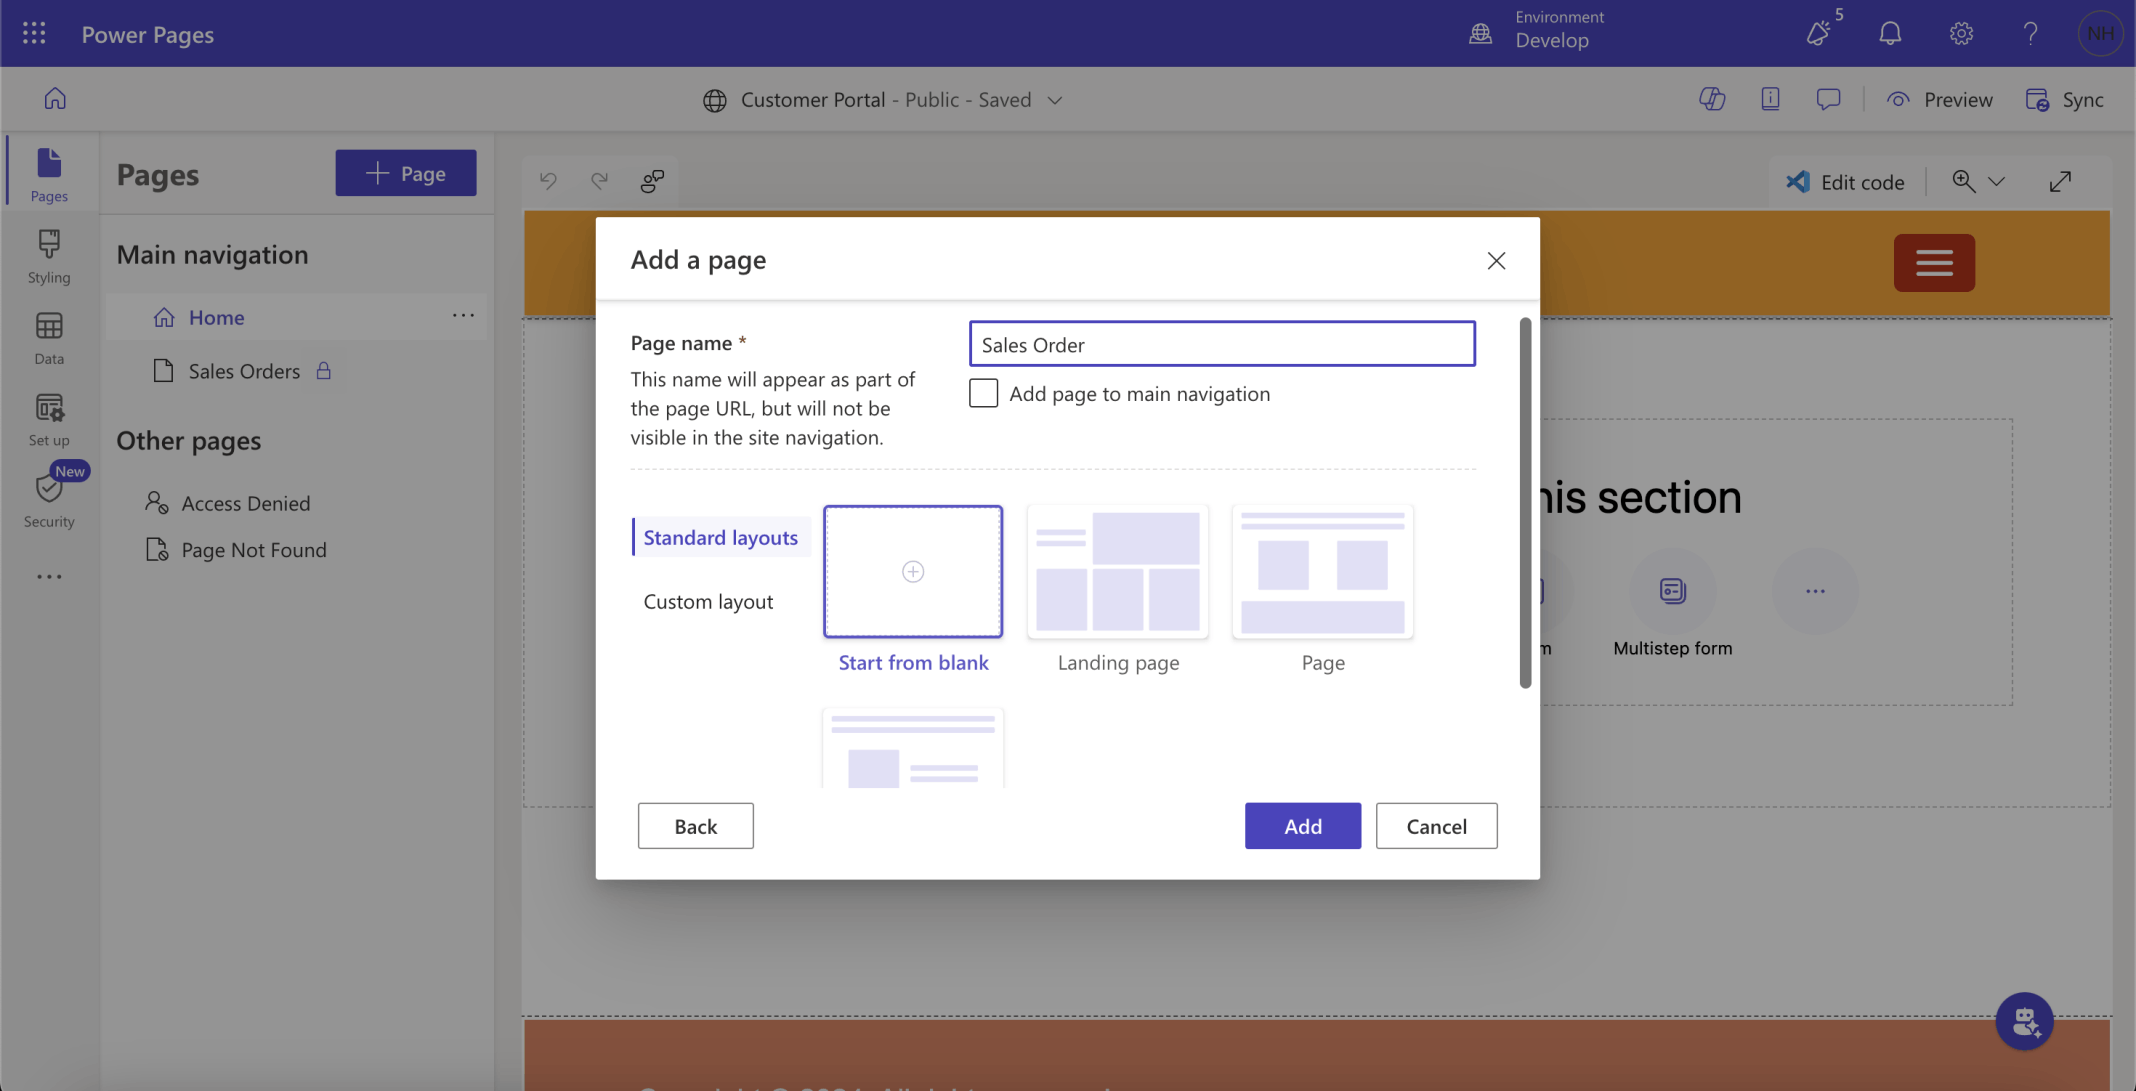 Power Pages
Environment
Develop
5
NH
Customer Portal - Public - Saved
Preview
Sync
Pages
Styling
Data
Set up
New
Security
Pages
Page
Main navigation
Home
Sales Orders
Other pages
Access Denied
Page Not Found
Edit code
Add a page
Page name *
This name will appear as part of
the page URL, but will not be
visible in the site navigation.
Sales Order
Add page to main navigation
Standard layouts
Custom layout
Start from blank
Landing page
Page
Back
Add
Cancel
his section
m
Multistep form